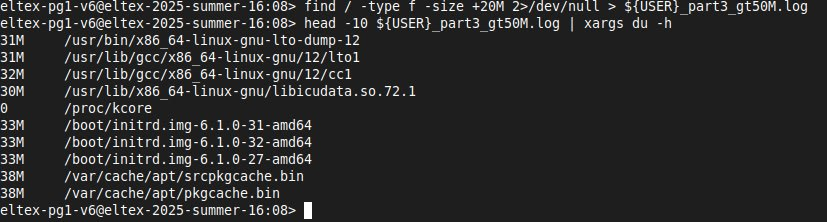 eltex-pg1-v6@eltex-2025-summer-16:08> find / -type f -size +20M 2>/dev/null > ${USER}_part3_gt50M.log
eltex-pg1-v6@eltex-2025-summer-16:08> head -10 ${USER}_part3_gt50M.log | xargs du -h
31M     /usr/bin/x86_64-linux-gnu-lto-dump-12
31M     /usr/lib/gcc/x86_64-linux-gnu/12/lto1
32M     /usr/lib/gcc/x86_64-linux-gnu/12/cc1
30M     /usr/lib/x86_64-linux-gnu/libicudata.so.72.1
0       /proc/kcore
33M     /boot/initrd.img-6.1.0-31-amd64
33M     /boot/initrd.img-6.1.0-32-amd64
33M     /boot/initrd.img-6.1.0-27-amd64
38M     /var/cache/apt/srcpkgcache.bin
38M     /var/cache/apt/pkgcache.bin
eltex-pg1-v6@eltex-2025-summer-16:08>